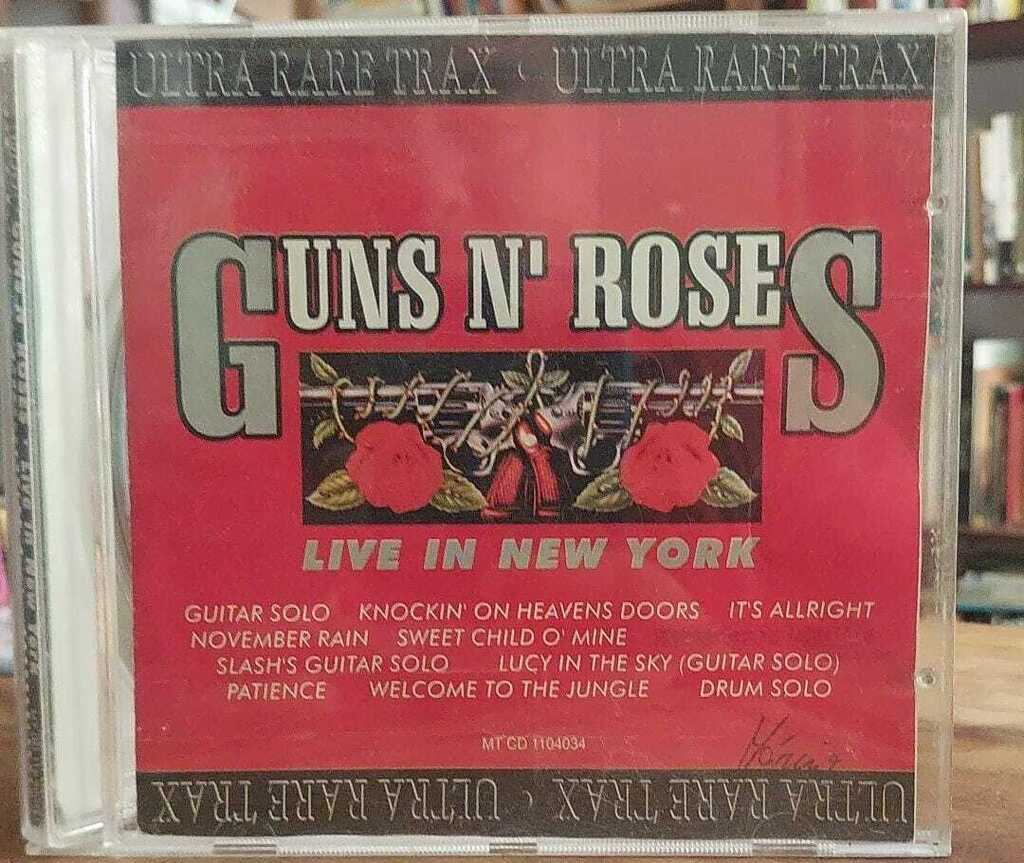 ULTRA RARE TRAX · ULTRA RARE TRAX
GUNS N' ROSES
LIVE IN NEW YORK
GUITAR SOLO KNOCKIN' ON HEAVENS DOORS IT'S ALLRIGHT
NOVEMBER RAIN SWEET CHILD O' MINE
SLASH'S GUITAR SOLO LUCY IN THE SKY (GUITAR SOLO)
PATIENCE WELCOME TO THE JUNGLE DRUM SOLO
MT CD 1104034
ULTRA RARE TRAX · ULTRA RARE TRAX